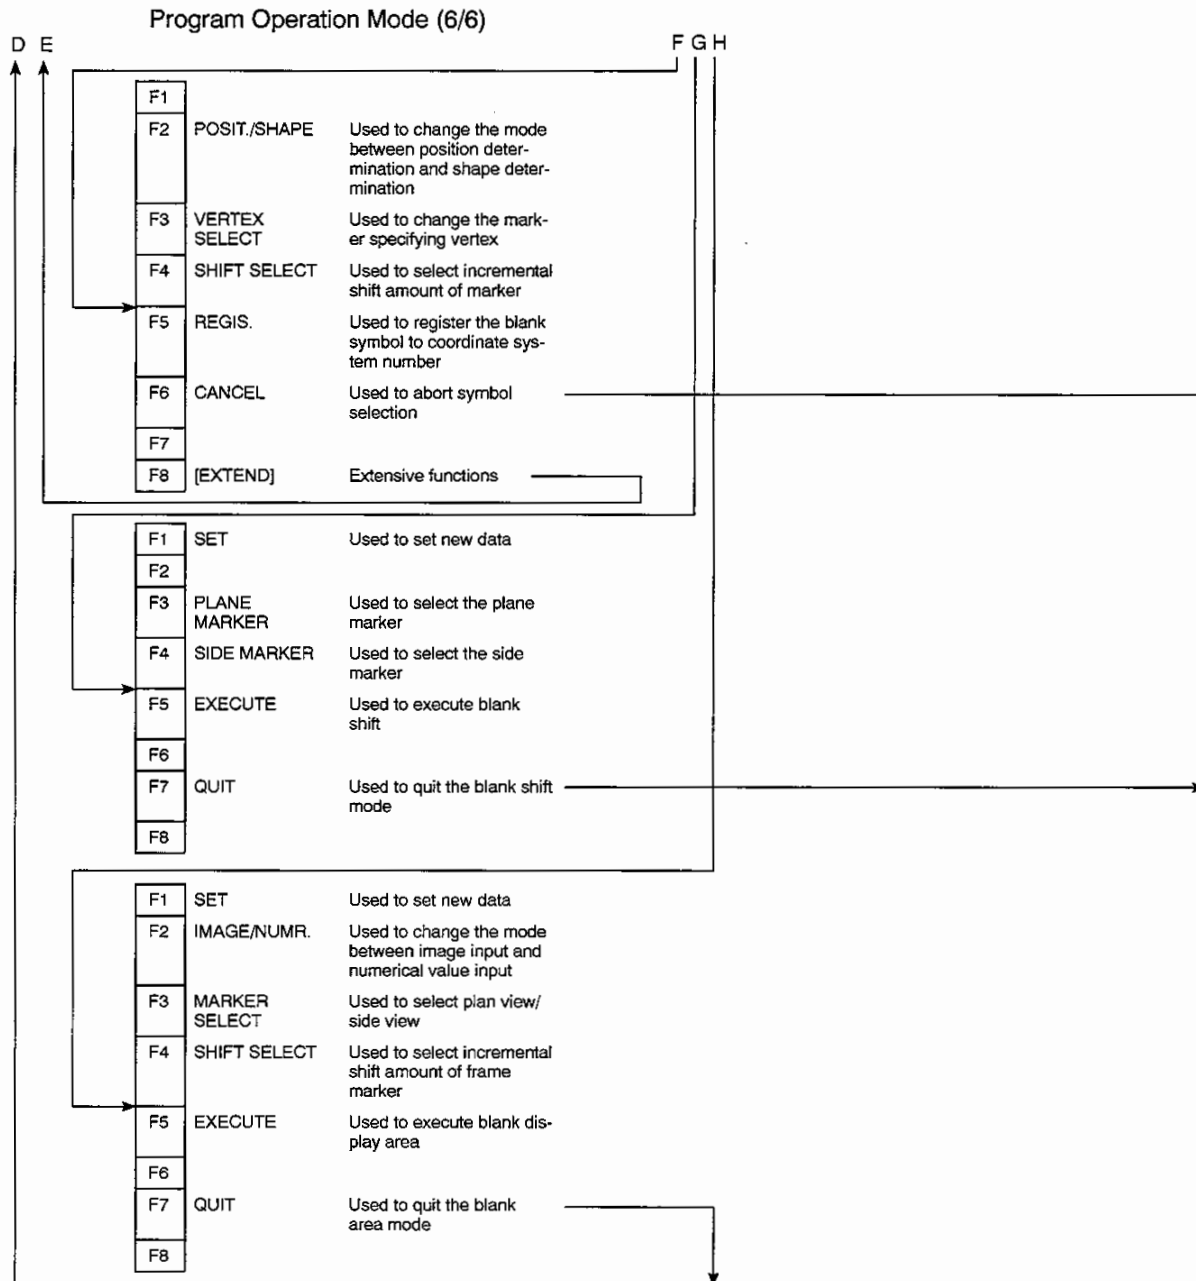 Program Operation Mode (6/6)
D E F G H
F1
F2 POSIT./SHAPE Used to change the mode
between position deter-
mination and shape deter-
mination
F3 VERTEX Used to change the mark-
SELECT er specifying vertex
F4 SHIFT SELECT Used to select incremental
shift amount of marker
F5 REGIS. Used to register the blank
symbol to coordinate sys-
tem number
F6 CANCEL Used to abort symbol
selection
F7
F8 [EXTEND] Extensive functions
F1 SET Used to set new data
F2
F3 PLANE Used to select the plane
MARKER marker
F4 SIDE MARKER Used to select the side
marker
F5 EXECUTE Used to execute blank
shift
F6
F7 QUIT Used to quit the blank shift
mode
F8
F1 SET Used to set new data
F2 IMAGE/NUMR. Used to change the mode
between image input and
numerical value input
F3 MARKER Used to select plan view/
SELECT side view
F4 SHIFT SELECT Used to select incremental
shift amount of frame
marker
F5 EXECUTE Used to execute blank dis-
play area
F6
F7 QUIT Used to quit the blank
area mode
F8